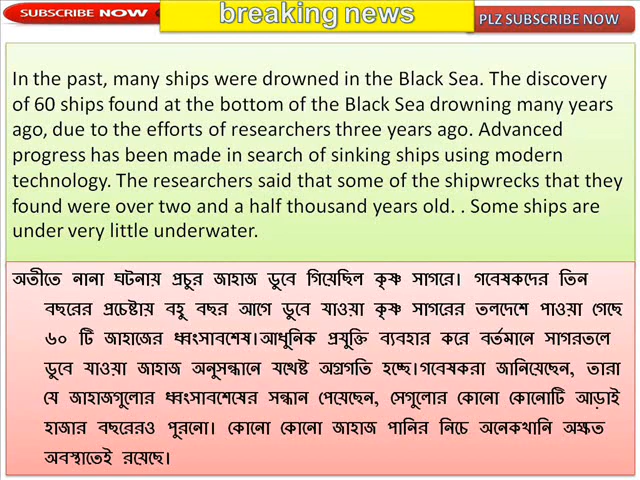 SUBSCRIBE NOW
breaking news
PLZ SUBSCRIBE NOW
In the past, many ships were drowned in the Black Sea. The discovery
of 60 ships found at the bottom of the Black Sea drowning many years
ago, due to the efforts of researchers three years ago. Advanced
progress has been made in search of sinking ships using modern
technology. The researchers said that some of the shipwrecks that they
found were over two and a half thousand years old. . Some ships are
under very little underwater.
অতীতে নানা ঘটনায় প্রচুর জাহাজ ডুবে গিয়েছিল কৃষ্ণ সাগরে। গবেষকদের তিন
বছরের প্রচেষ্টায় বহু বছর আগে ডুবে যাওয়া কৃষ্ণ সাগরের তলদেশে পাওয়া গেছে
৬০ টি জাহাজের ধ্বংসাবশেষ।আধুনিক প্রযুক্তি ব্যবহার করে বর্তমানে সাগরতলে
ডুবে যাওয়া জাহাজ অনুসন্ধানে যথেষ্ট অগ্রগতি হচ্ছে।গবেষকরা জানিয়েছেন, তারা
যে জাহাজগুলোর ধ্বংসাবশেষের সন্ধান পেয়েছেন, সেগুলোর কোনো কোনোটি আড়াই
হাজার বছরেরও পুরনো। কোনো কোনো জাহাজ পানির নিচে অনেকখানি অক্ষত
অবস্থাতেই রয়েছে।